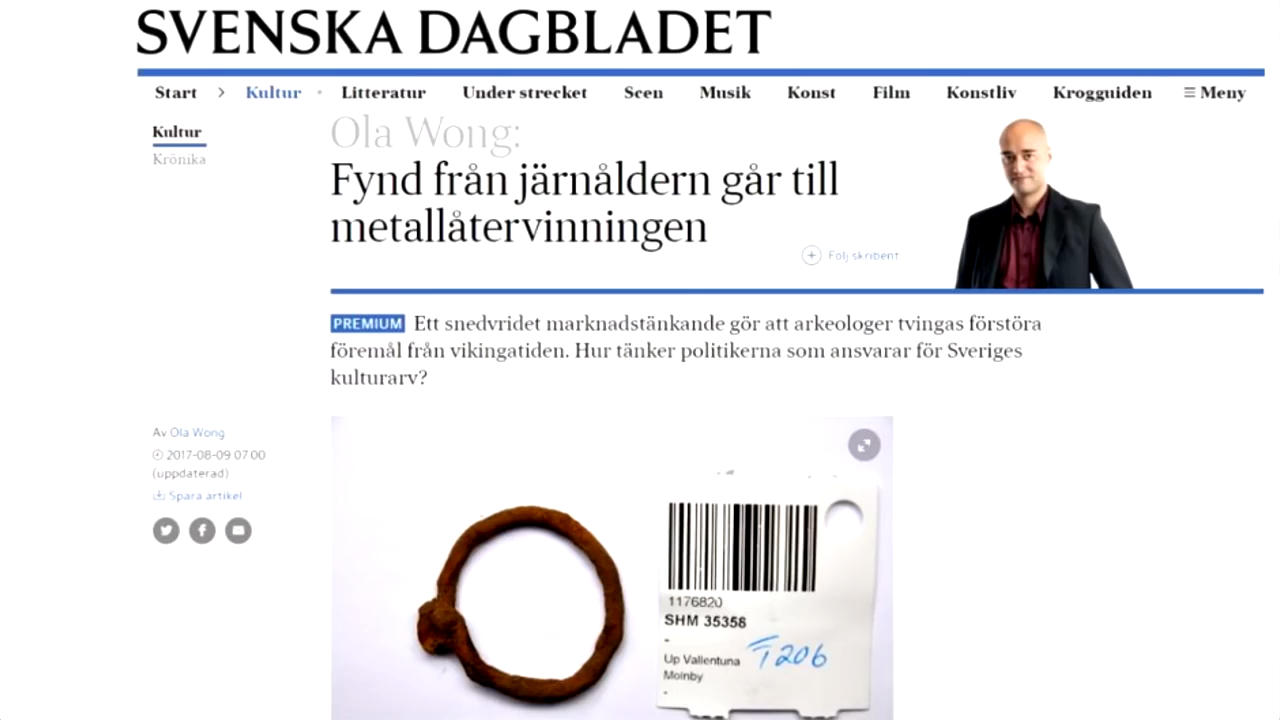 SVENSKA DAGBLADET
Start > Kultur • Litteratur Under strecket Scen Musik Konst Film Konstliv Krogguiden ≡ Meny
Kultur
Krönika
Ola Wong:
Fynd från järnåldern går till
metallåtervinningen
+ Följ skribent
PREMIUM Ett snedvridet marknadstänkande gör att arkeologer tvingas förstöra
föremål från vikingatiden. Hur tänker politikerna som ansvarar för Sveriges
kulturarv?
Av Ola Wong
2017-08-09 07.00
(uppdaterad)
Spara artikel
1176820
SHM 35358
-
Up Vallentuna
Molnby
-
T206